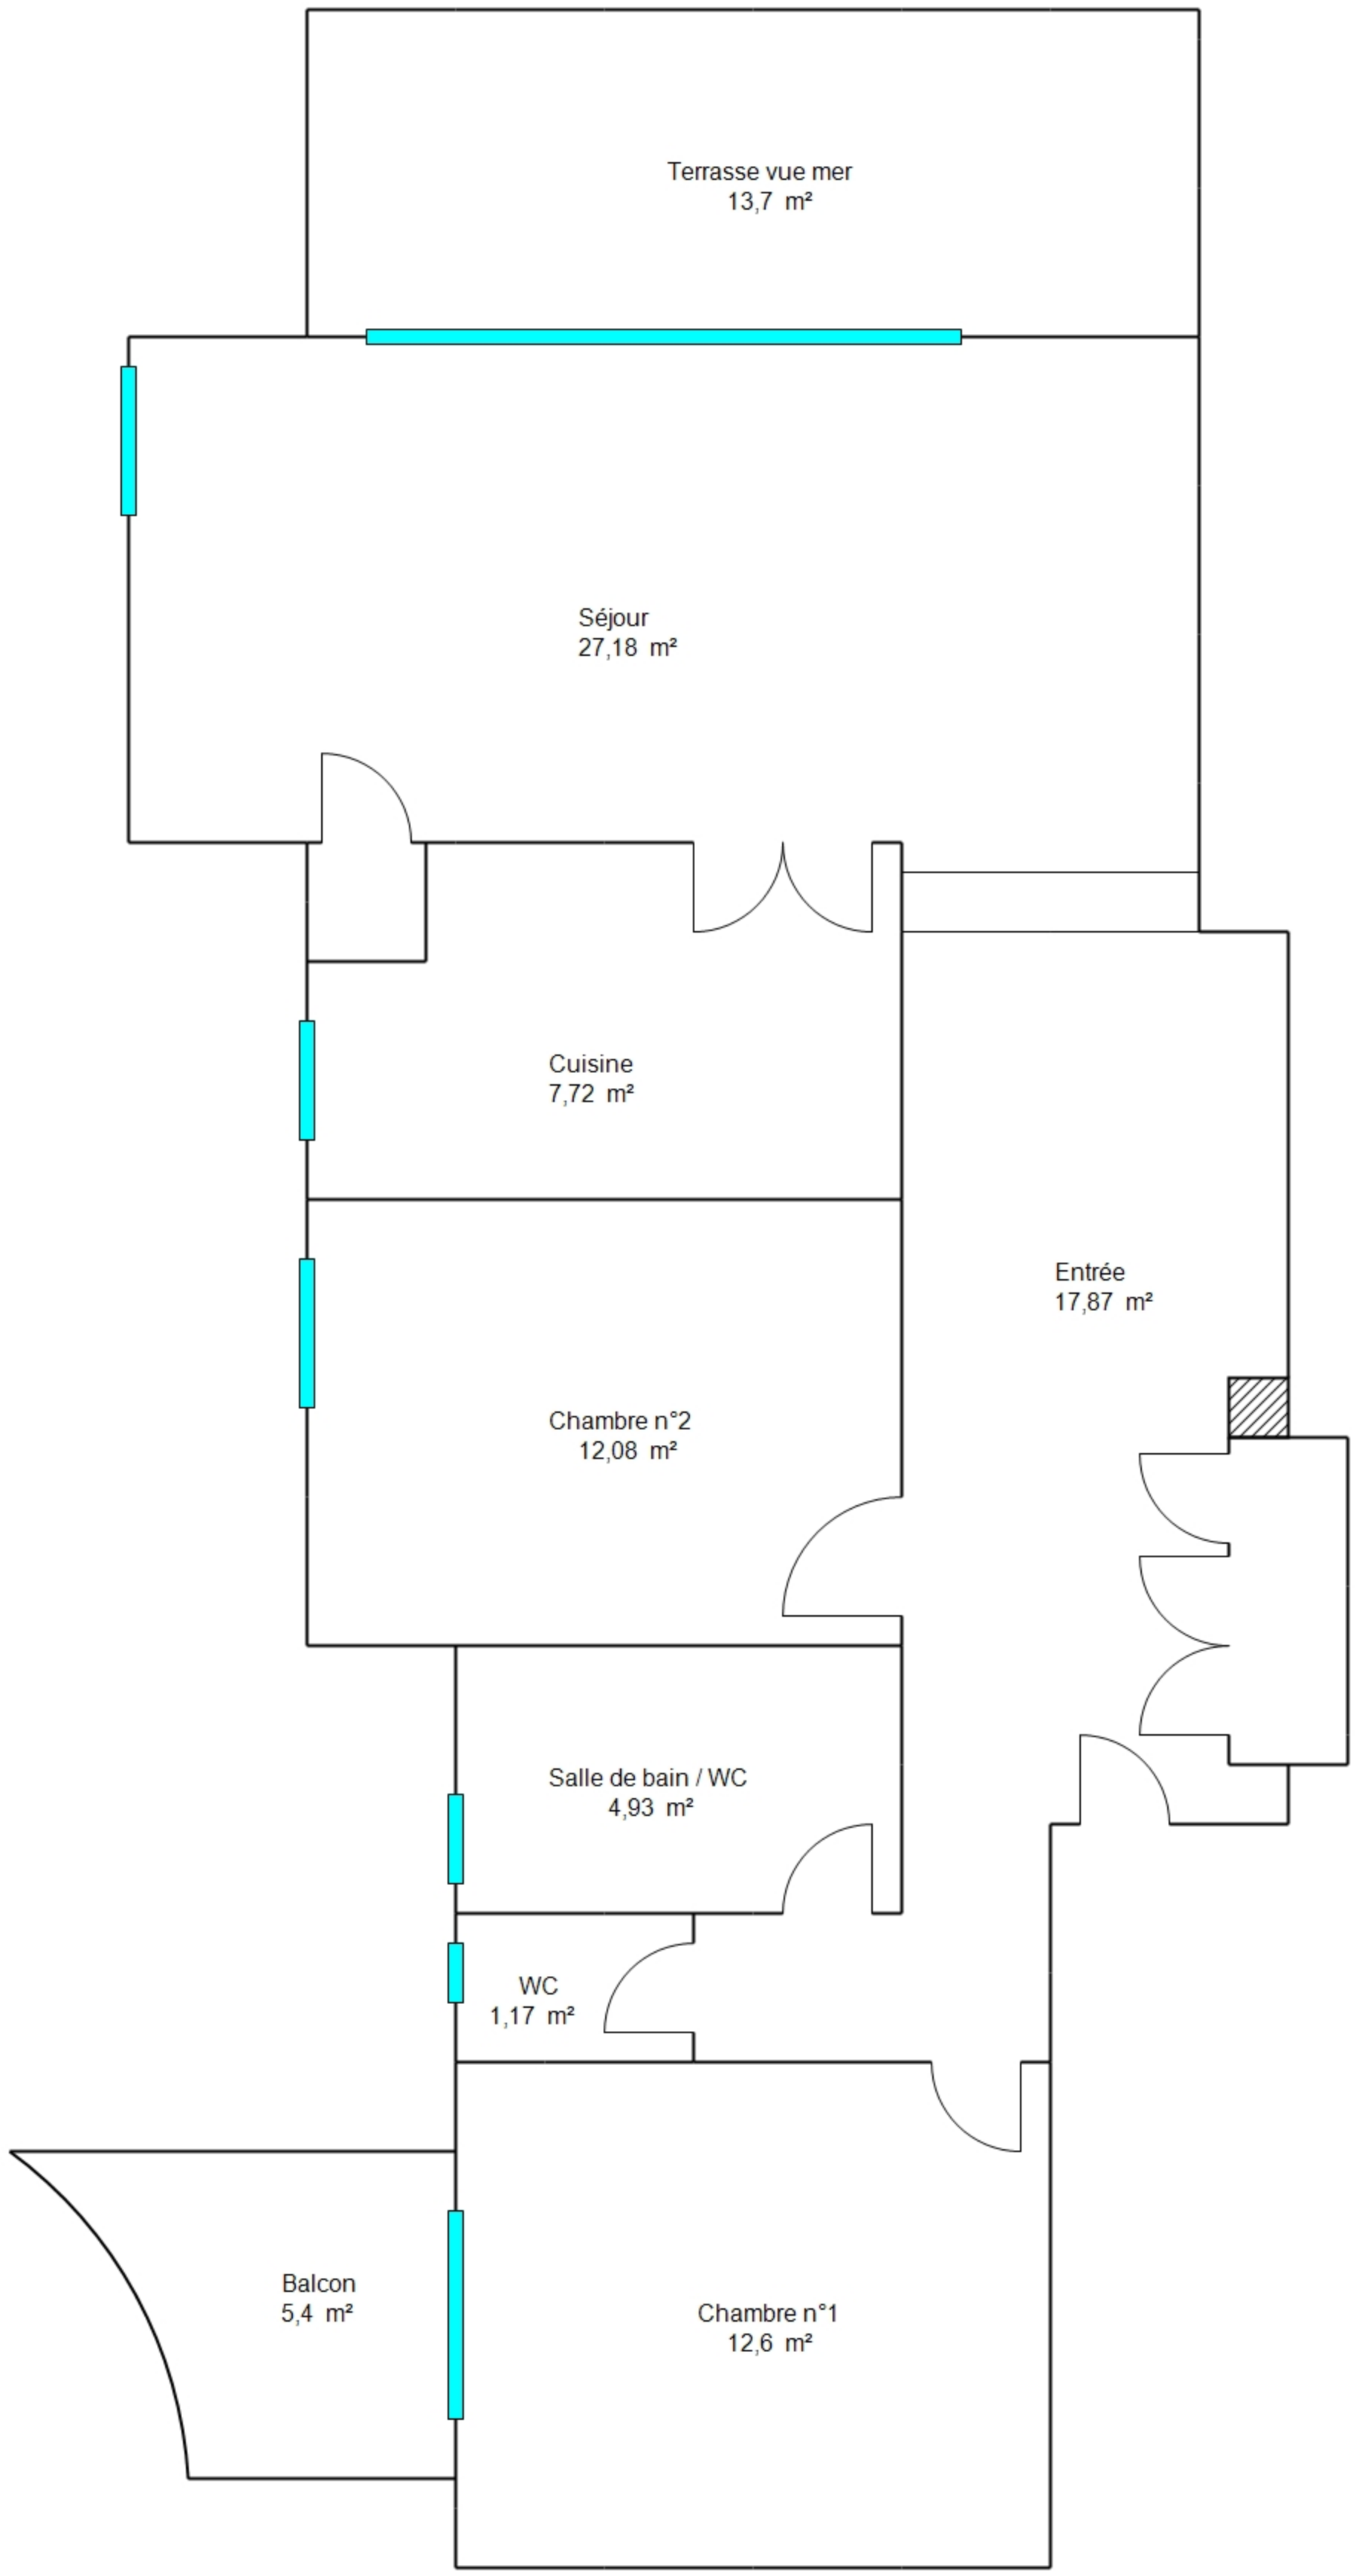 Terrasse vue mer
13,7 m²
Séjour
27,18 m²
Cuisine
7,72 m²
Entrée
17,87 m²
Chambre n°2
12,08 m²
Salle de bain / WC
4,93 m²
WC
1,17 m²
Balcon
5,4 m²
Chambre n°1
12,6 m²